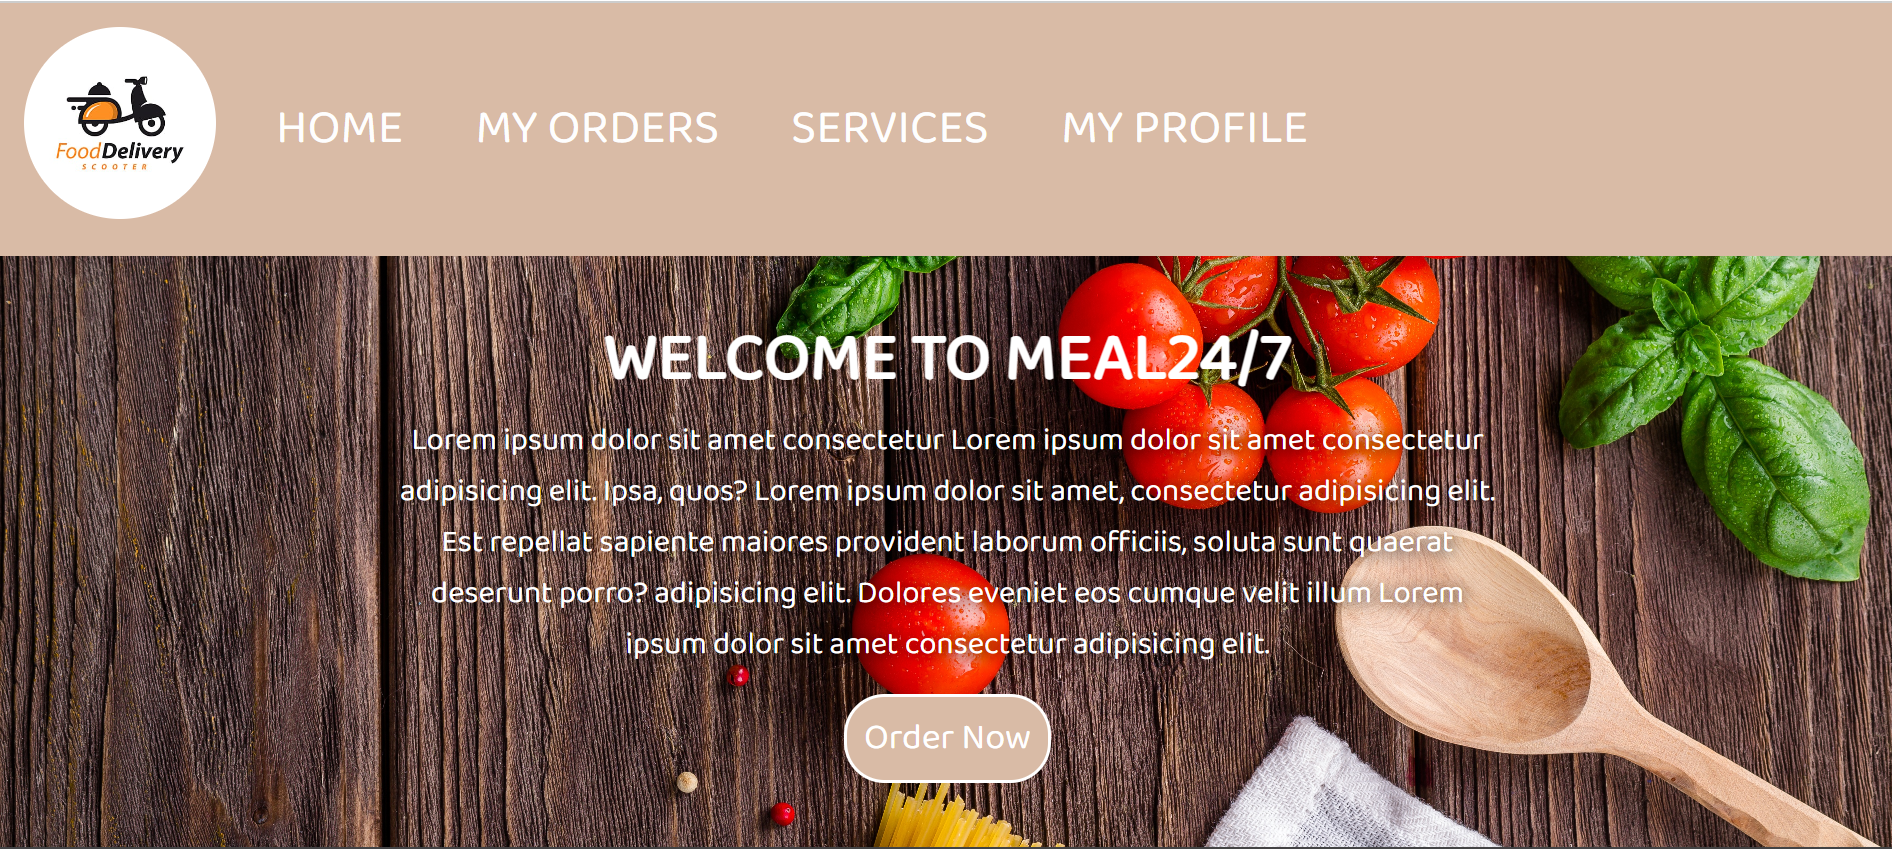 FoodDelivery
SCOOTER
HOME MY ORDERS SERVICES MY PROFILE
WELCOME TO MEAL24/7
Lorem ipsum dolor sit amet consectetur Lorem ipsum dolor sit amet consectetur
adipisicing elit. Ipsa, quos? Lorem ipsum dolor sit amet, consectetur adipisicing elit.
Est repellat sapiente maiores provident laborum officiis, soluta sunt quaerat
deserunt porro? adipisicing elit. Dolores eveniet eos cumque velit illum Lorem
ipsum dolor sit amet consectetur adipisicing elit.
Order Now